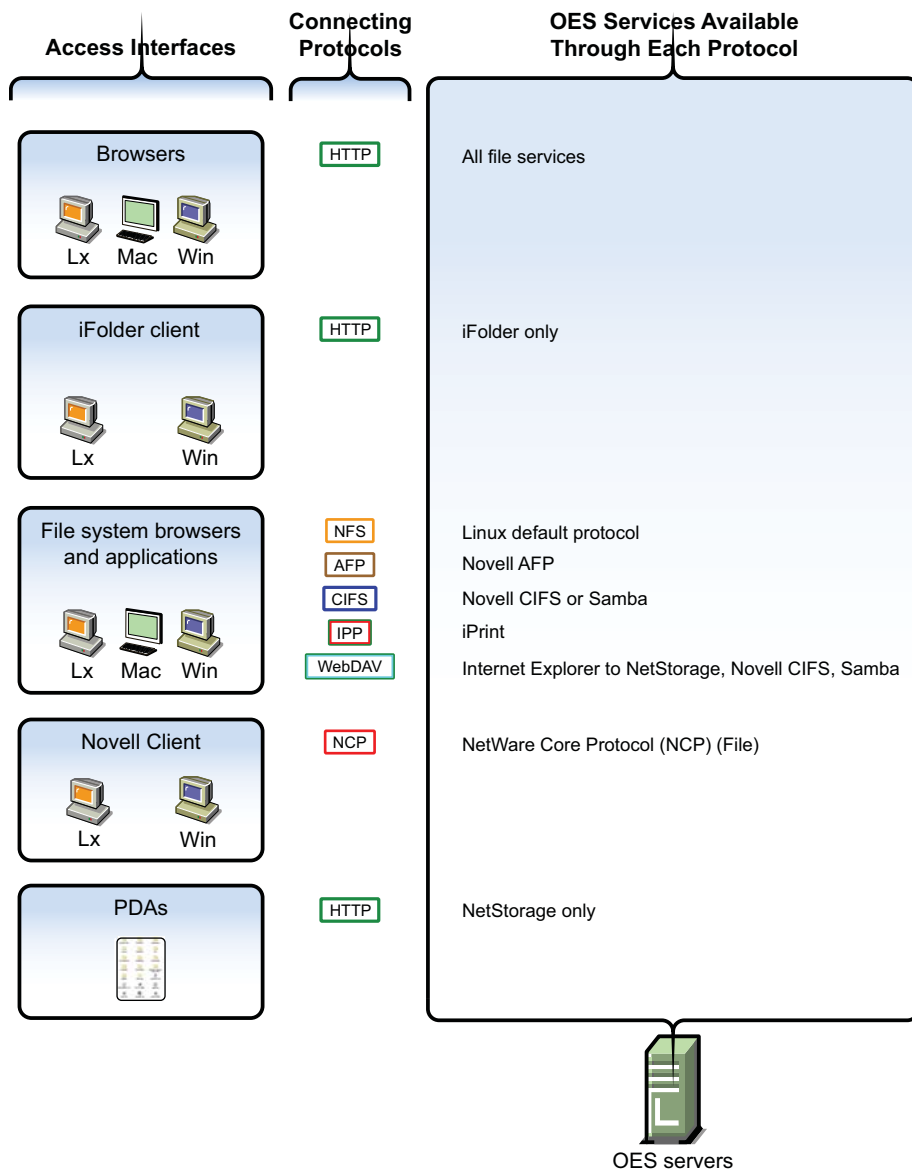 Access Interfaces
Connecting
Protocols
OES Services Available
Through Each Protocol
Browsers
Lx Mac Win
HTTP
All file services
iFolder client
Lx Win
HTTP
iFolder only
File system browsers
and applications
Lx Mac Win
NFS
Linux default protocol
AFP
Novell AFP
CIFS
Novell CIFS or Samba
IPP
iPrint
WebDAV
Internet Explorer to NetStorage, Novell CIFS, Samba
Novell Client
Lx Win
NCP
NetWare Core Protocol (NCP) (File)
PDAs
HTTP
NetStorage only
OES servers